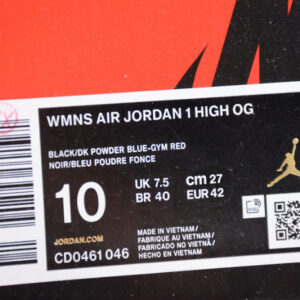 WMNS AIR JORDAN 1 HIGH OG
BLACK/DK POWDER BLUE-GYM RED
NOIR/BLEU POUDRE FONCE
10
UK 7.5
cm 27
BR 40
EUR 42
JORDAN.COM
CD0461 046
MADE IN VIETNAM/
FABRIQUE AU VIETNAM/
FABRICADO NO VIETNÃ/
HECHO EN VIETNAM